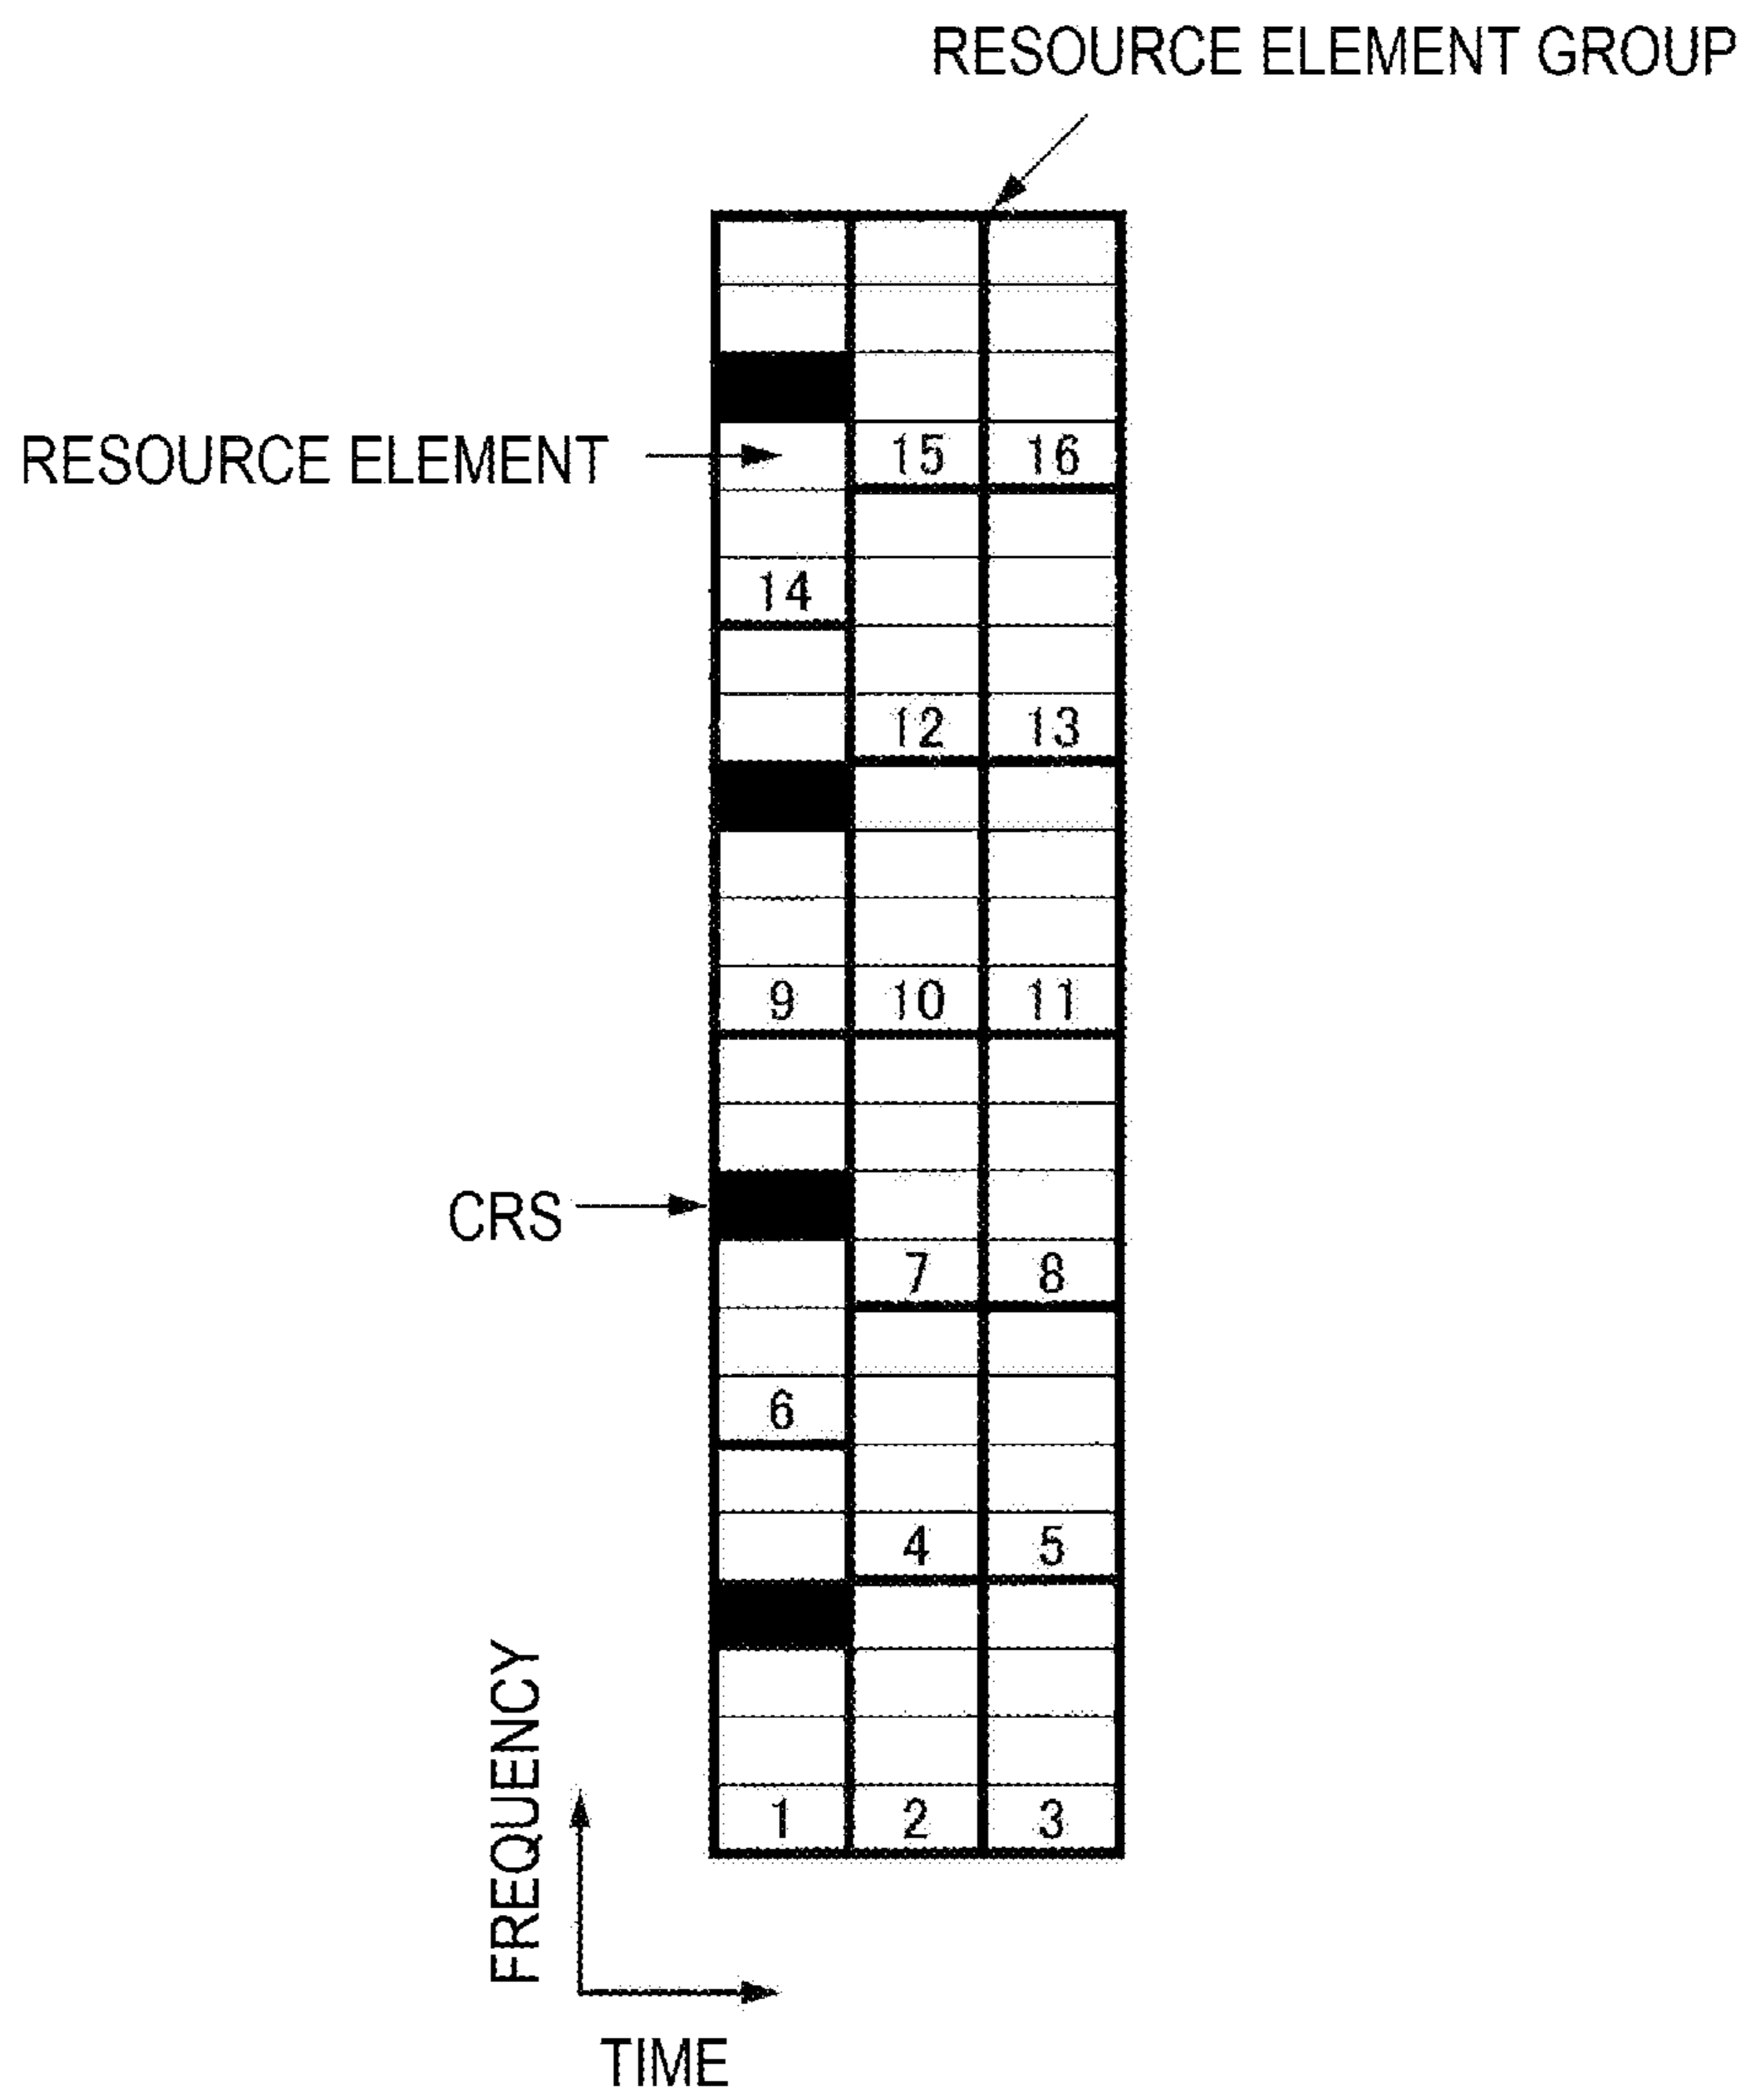 RESOURCE ELEMENT GROUP
RESOURCE ELEMENT
15 16
14
12 13
9 10 11
CRS
7 8
6
4 5
1 2 3
FREQUENCY
TIME